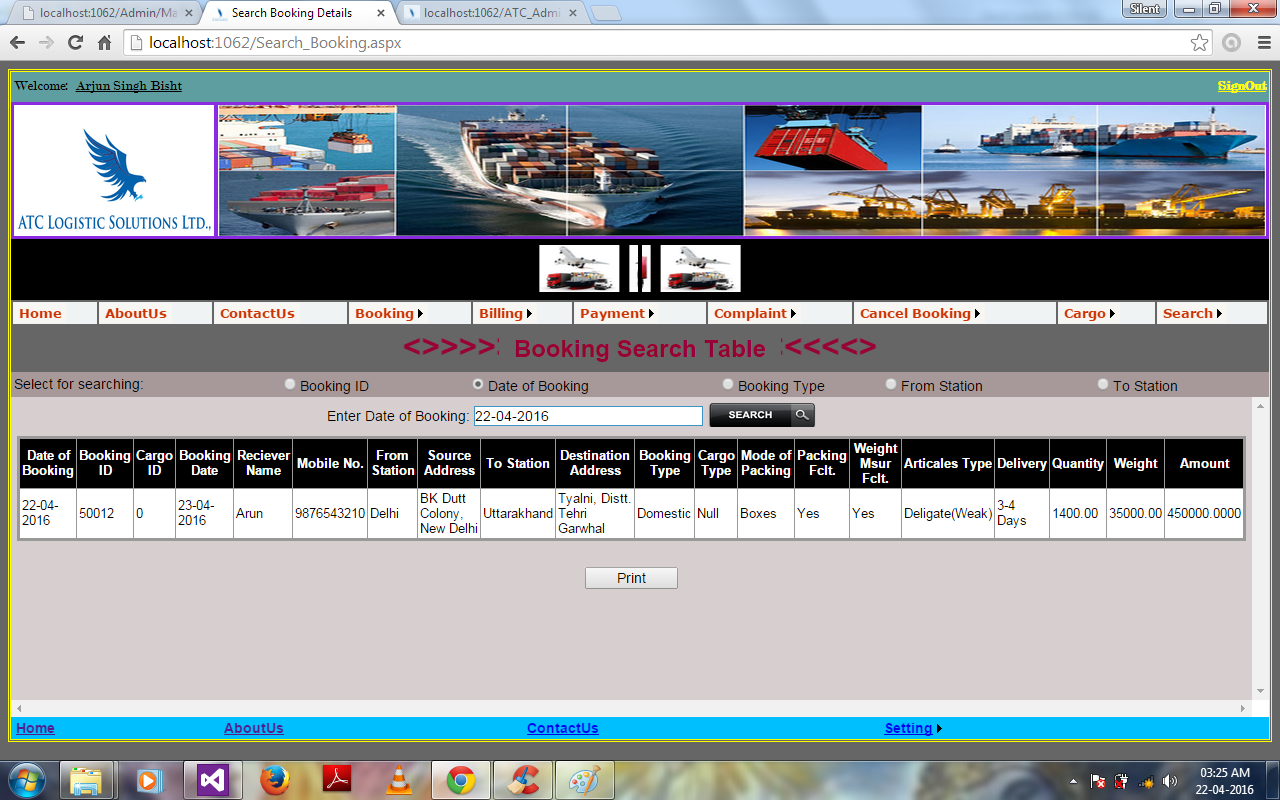 localhost:1062/Admin/Ma
Search Booking Details
localhost:1062/ATC_Admi
Silent
localhost:1062/Search_Booking.aspx
Welcome: Arjun Singh Bisht
SignOut
ATC LOGISTIC SOLUTIONS LTD.,
Home AboutUs ContactUs Booking Billing Payment Complaint Cancel Booking Cargo Search
<>>>>: Booking Search Table :<<<<>
Select for searching: Booking ID Date of Booking Booking Type From Station To Station
Enter Date of Booking: 22-04-2016 SEARCH
Date of Booking Booking ID Cargo ID Booking Date Reciever Name Mobile No. From Station Source Address To Station Destination Address Booking Type Cargo Type Mode of Packing Packing Fclt. Weight Msur Fclt. Articales Type Delivery Quantity Weight Amount
22-04-2016 50012 0 23-04-2016 Arun 9876543210 Delhi BK Dutt Colony, New Delhi Uttarakhand Tyalni, Distt. Tehri Garwhal Domestic Null Boxes Yes Yes Deligate(Weak) 3-4 Days 1400.00 35000.00 450000.0000
Print
Home AboutUs ContactUs Setting
03:25 AM
22-04-2016